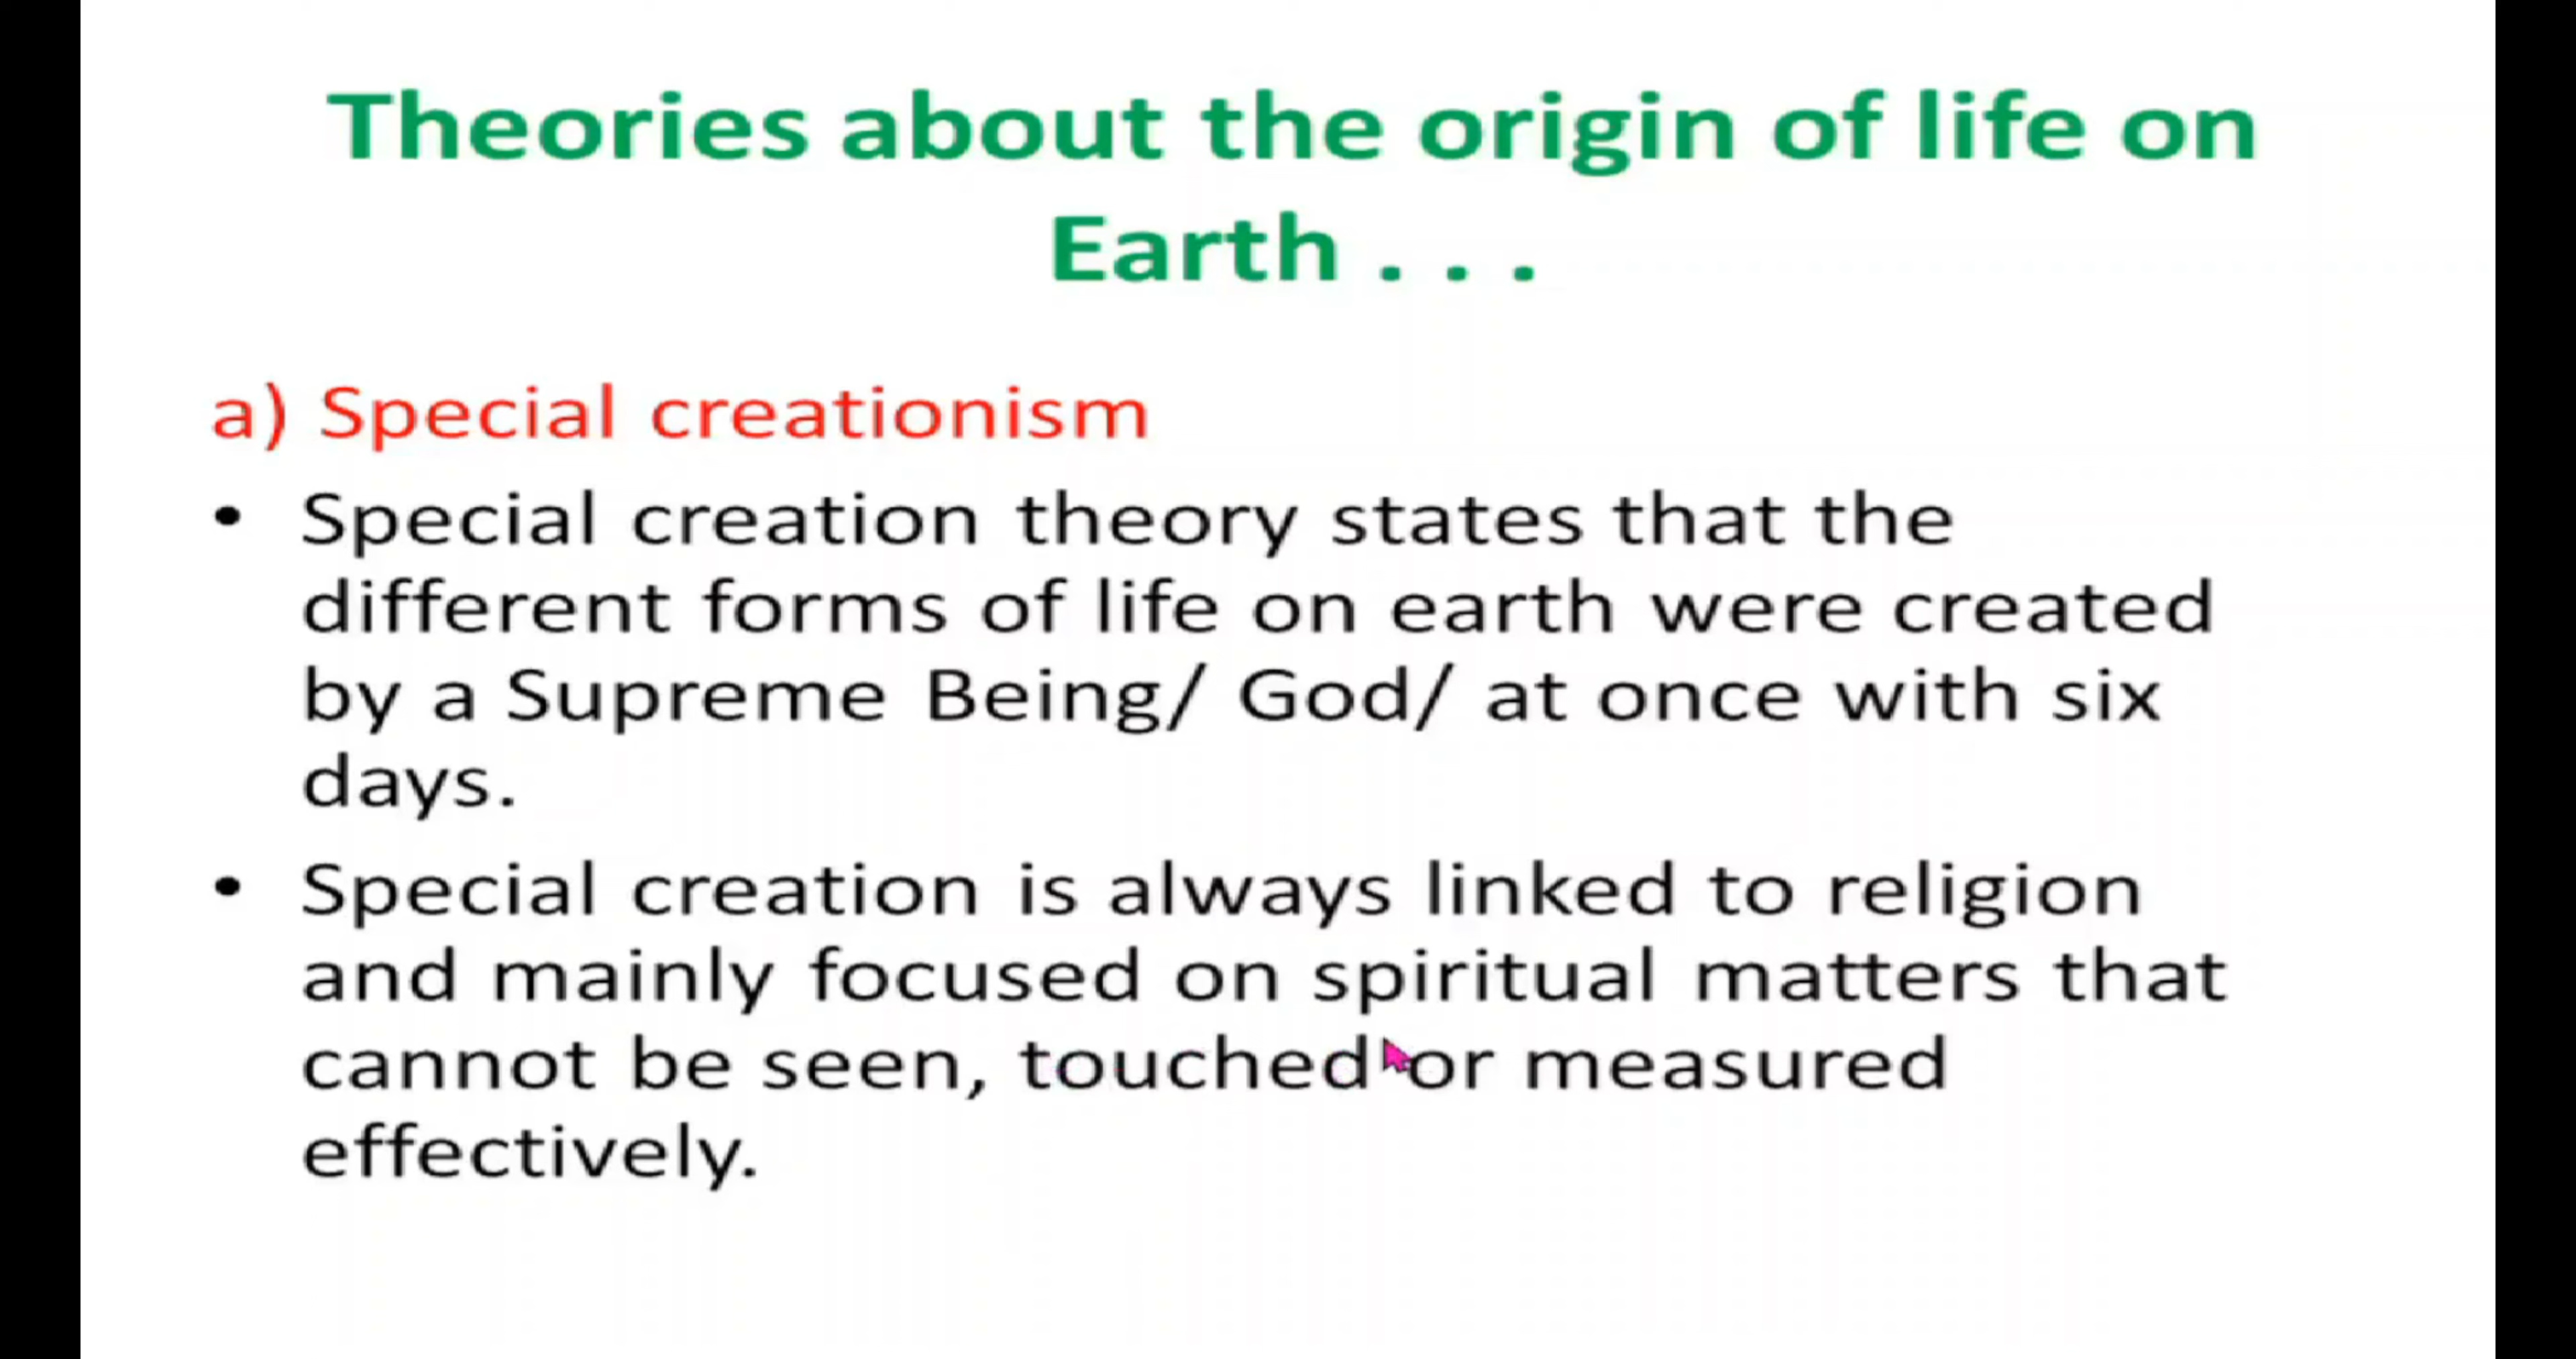 Theories about the origin of life on
Earth . . .
a) Special creationism
• Special creation theory states that the
different forms of life on earth were created
by a Supreme Being/ God/ at once with six
days.
• Special creation is always linked to religion
and mainly focused on spiritual matters that
cannot be seen, touched or measured
effectively.